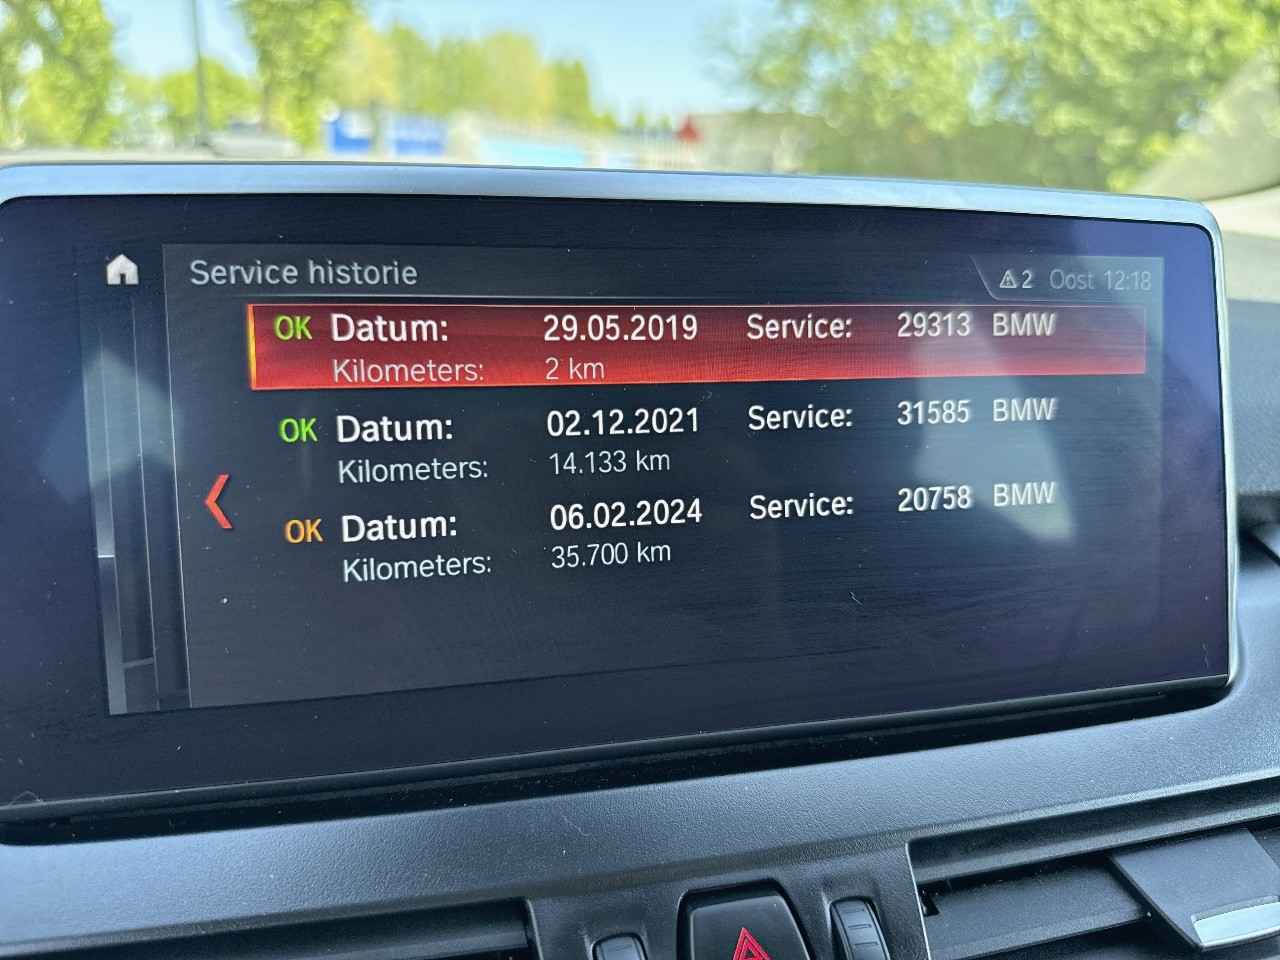 Service historie
2 Oost 12:18
OK Datum: 29.05.2019 Service: 29313 BMW
Kilometers: 2 km
OK Datum: 02.12.2021 Service: 31585 BMW
Kilometers: 14.133 km
OK Datum: 06.02.2024 Service: 20758 BMW
Kilometers: 35.700 km